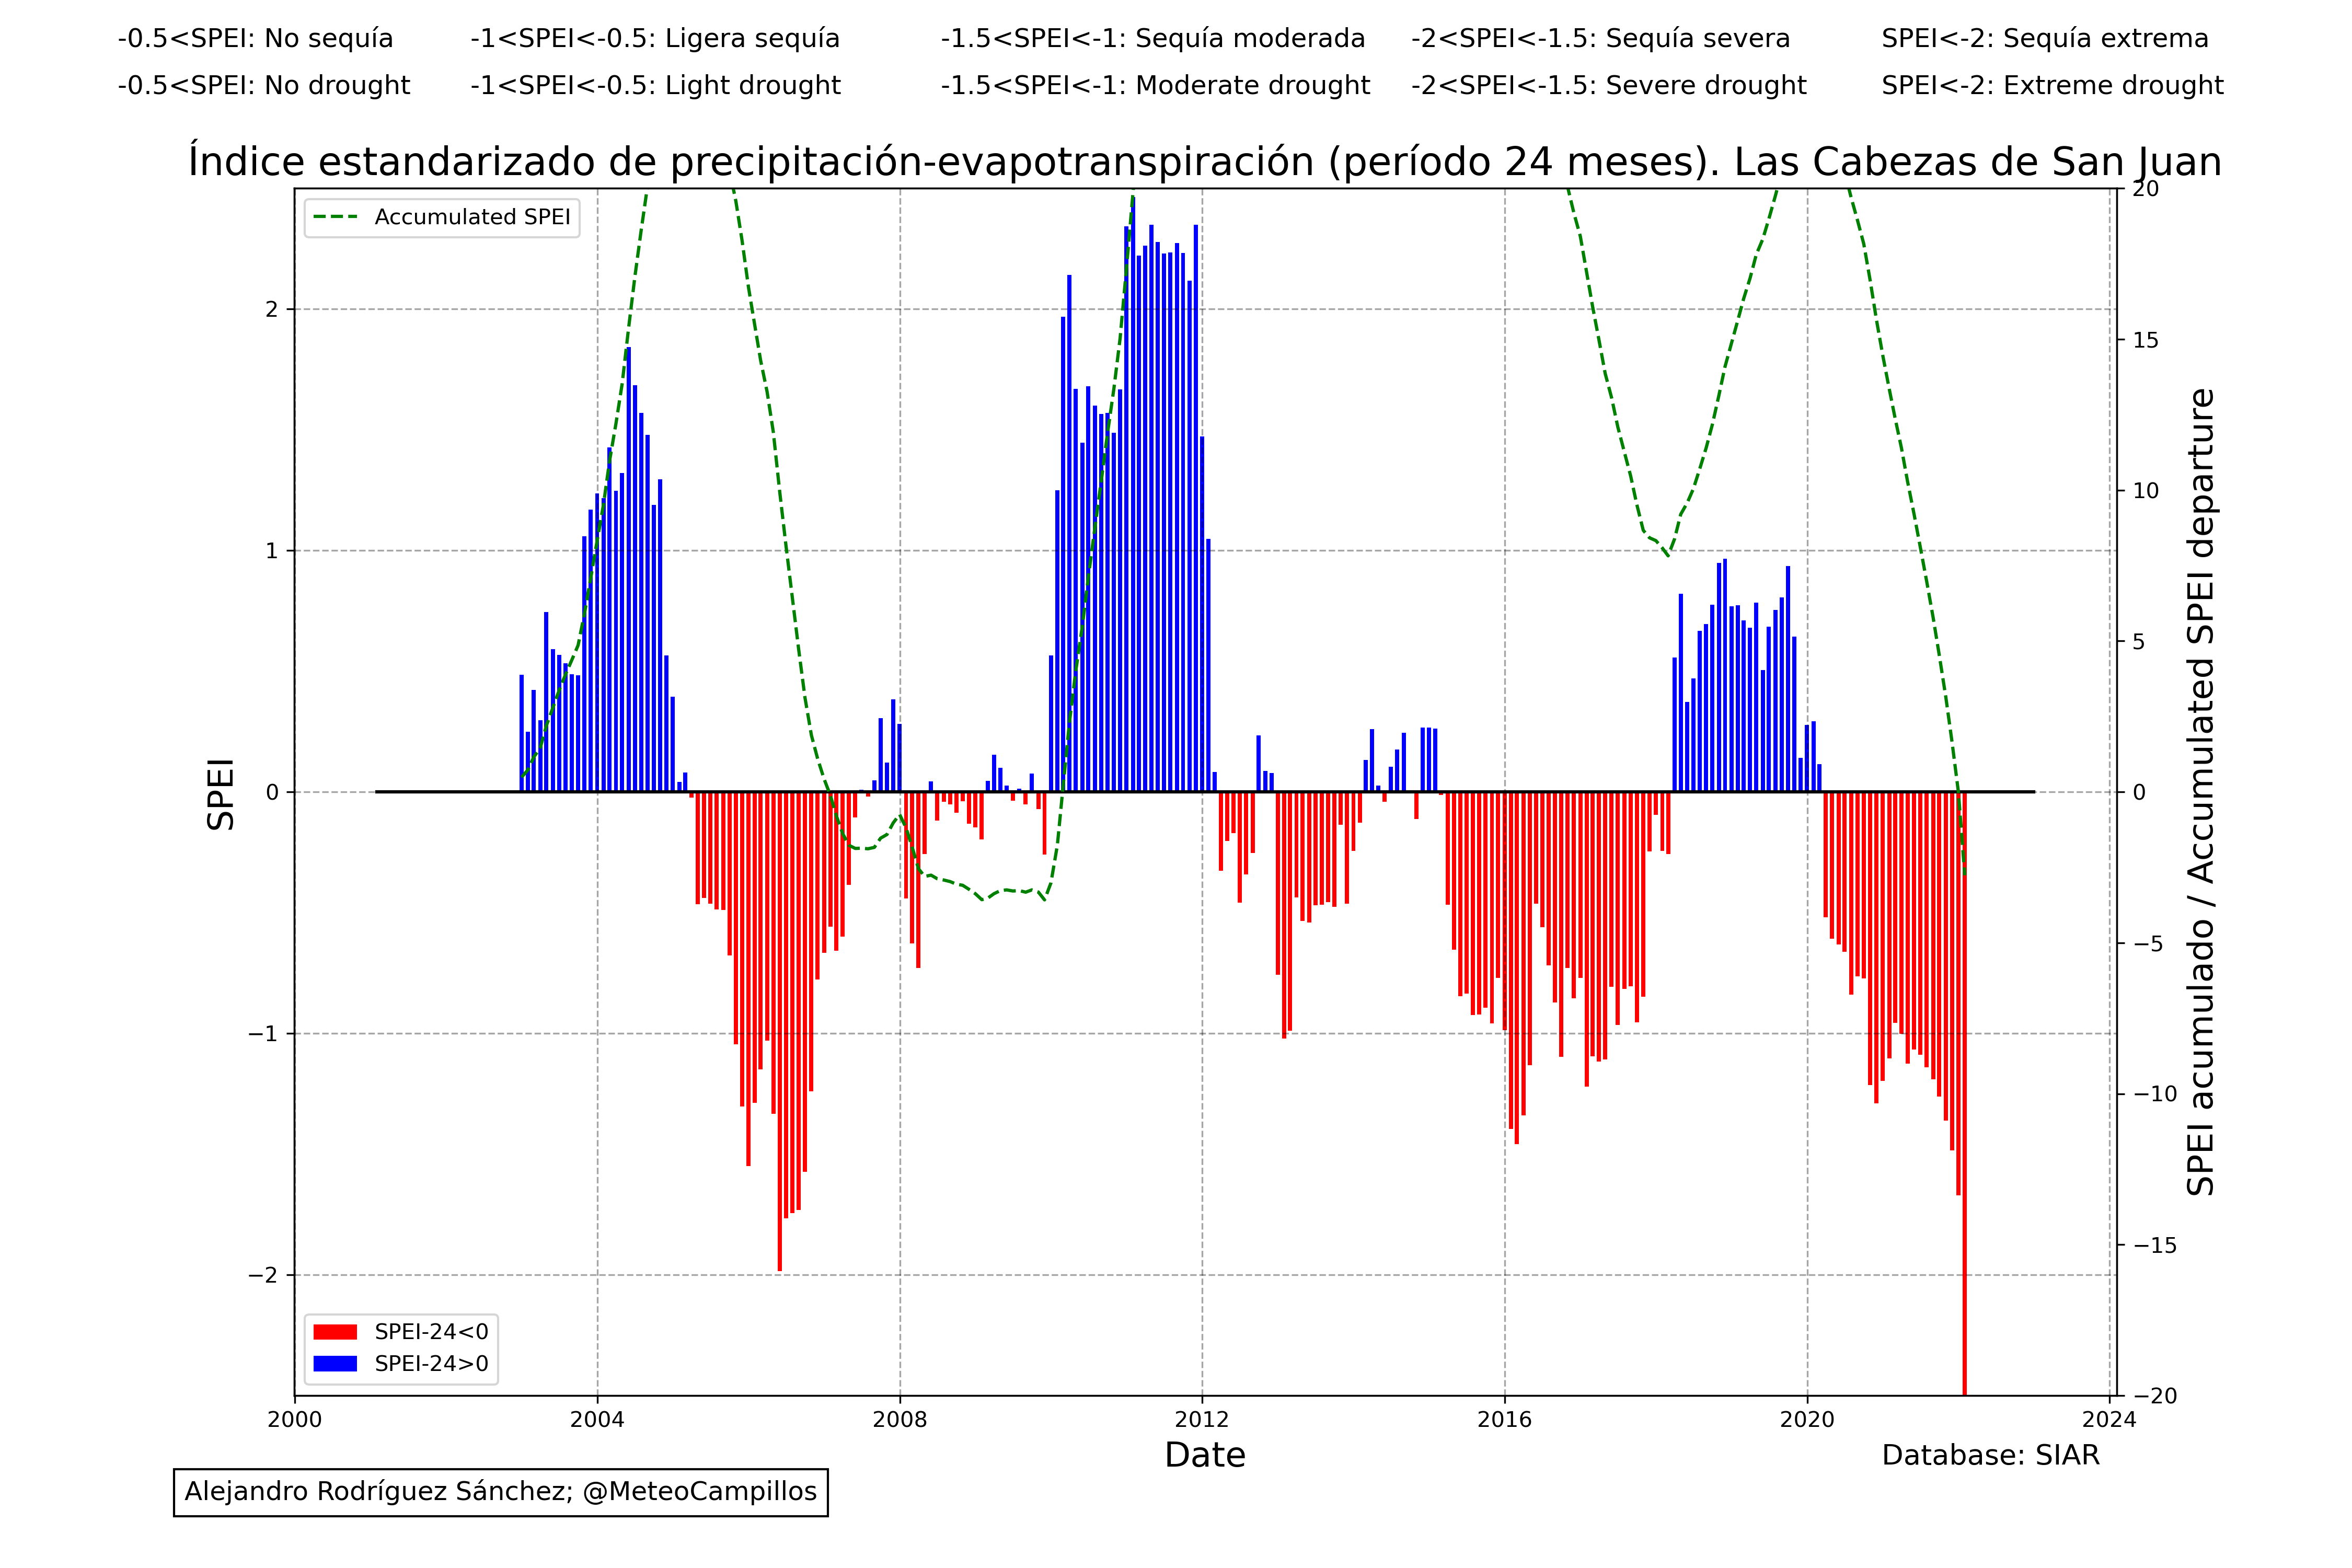 -0.5<SPEI: No sequía -1<SPEI<-0.5: Ligera sequía -1.5<SPEI<-1: Sequía moderada -2<SPEI<-1.5: Sequía severa SPEI<-2: Sequía extrema
-0.5<SPEI: No drought -1<SPEI<-0.5: Light drought -1.5<SPEI<-1: Moderate drought -2<SPEI<-1.5: Severe drought SPEI<-2: Extreme drought
Índice estandarizado de precipitación-evapotranspiración (período 24 meses). Las Cabezas de San Juan
Accumulated SPEI
SPEI
2
1
0
−1
−2
20
15
10
5
0
−5
−10
−15
−20
SPEI acumulado / Accumulated SPEI departure
SPEI-24<0
SPEI-24>0
2000 2004 2008 2012 2016 2020 2024
Date
Database: SIAR
Alejandro Rodríguez Sánchez; @MeteoCampillos